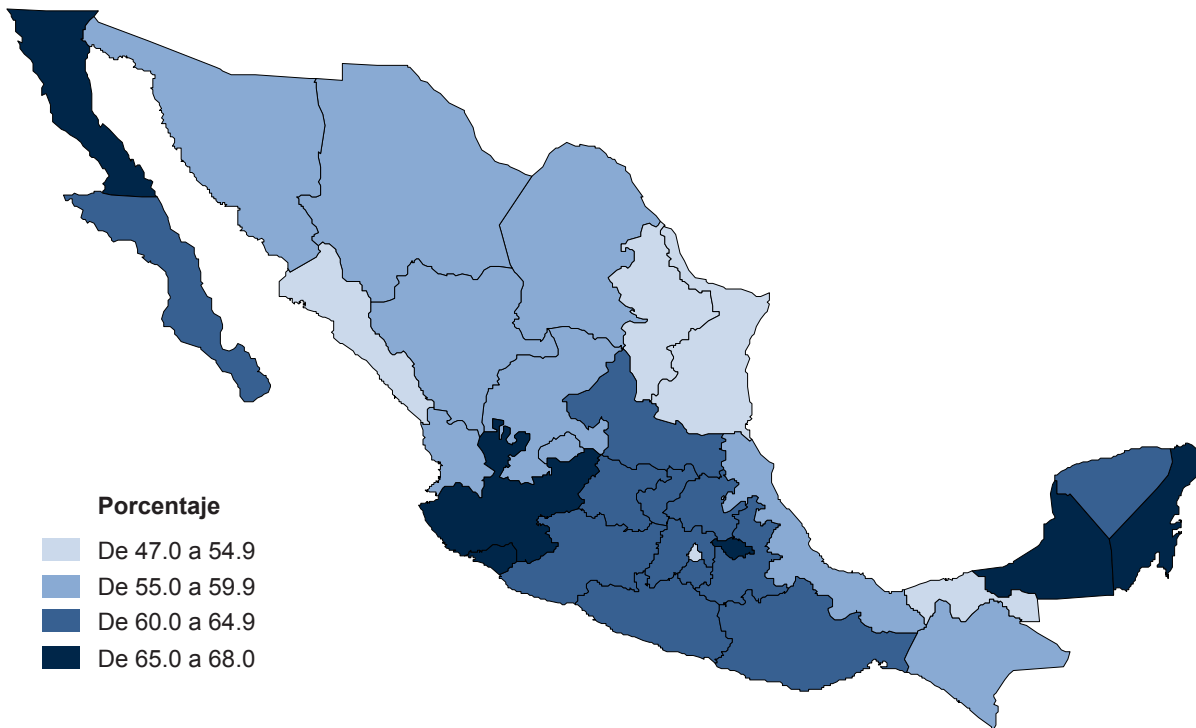 Porcentaje
De 47.0 a 54.9
De 55.0 a 59.9
De 60.0 a 64.9
De 65.0 a 68.0